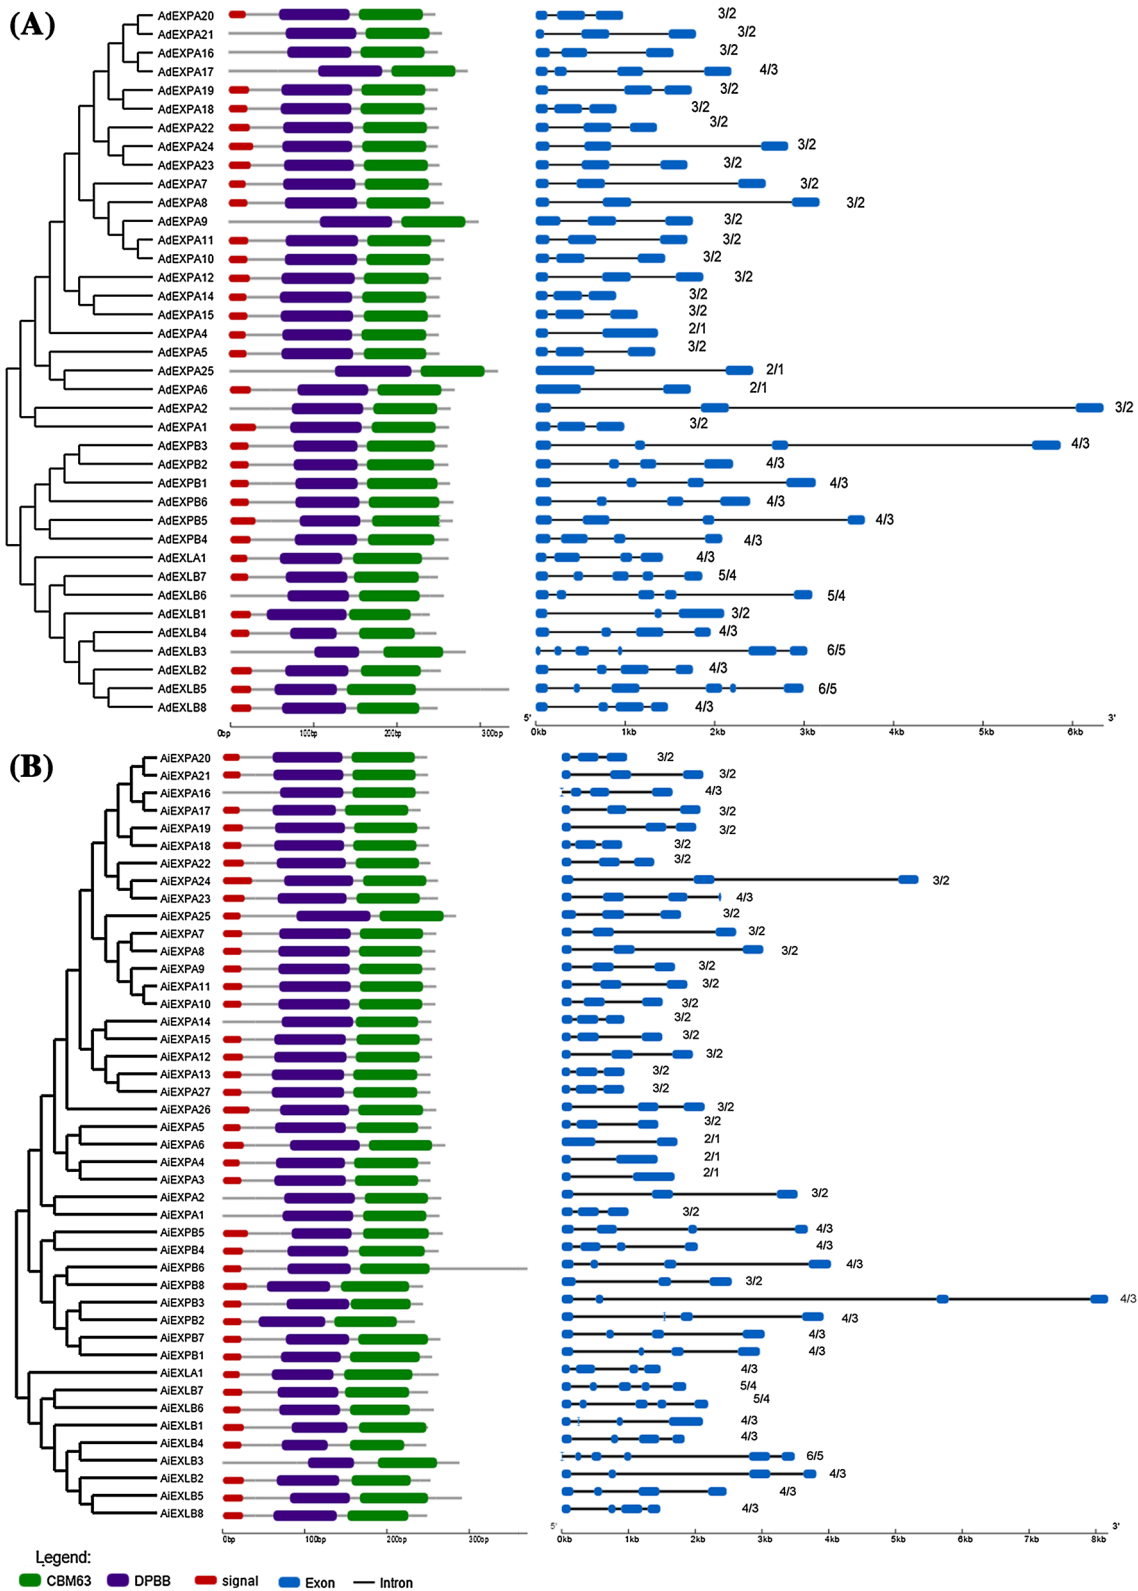 (A)
AdEXPA20 3/2
AdEXPA21 3/2
AdEXPA16 3/2
AdEXPA17 4/3
AdEXPA19 3/2
AdEXPA18 3/2
AdEXPA22 3/2
AdEXPA24 3/2
AdEXPA23 3/2
AdEXPA7 3/2
AdEXPA8 3/2
AdEXPA9 3/2
AdEXPA11 3/2
AdEXPA10 3/2
AdEXPA12 3/2
AdEXPA14 3/2
AdEXPA15 3/2
AdEXPA4 2/1
AdEXPA5 3/2
AdEXPA25 2/1
AdEXPA6 2/1
AdEXPA2 3/2
AdEXPA1 3/2
AdEXPB3 4/3
AdEXPB2 4/3
AdEXPB1 4/3
AdEXPB6 4/3
AdEXPB5 4/3
AdEXPB4 4/3
AdEXLA1 4/3
AdEXLB7 5/4
AdEXLB6 5/4
AdEXLB1 3/2
AdEXLB4 4/3
AdEXLB3 6/5
AdEXLB2 4/3
AdEXLB5 6/5
AdEXLB8 4/3
5' 3'
0bp 100bp 200bp 300bp 0kb 1kb 2kb 3kb 4kb 5kb 6kb
(B)
AiEXPA20 3/2
AiEXPA21 3/2
AiEXPA16 4/3
AiEXPA17 3/2
AiEXPA19 3/2
AiEXPA18 3/2
AiEXPA22 3/2
AiEXPA24 3/2
AiEXPA23 4/3
AiEXPA25 3/2
AiEXPA7 3/2
AiEXPA8 3/2
AiEXPA9 3/2
AiEXPA11 3/2
AiEXPA10 3/2
AiEXPA14 3/2
AiEXPA15 3/2
AiEXPA12 3/2
AiEXPA13 3/2
AiEXPA27 3/2
AiEXPA26 3/2
AiEXPA5 3/2
AiEXPA6 2/1
AiEXPA4 2/1
AiEXPA3 2/1
AiEXPA2 3/2
AiEXPA1 3/2
AiEXPB5 4/3
AiEXPB4 4/3
AiEXPB6 4/3
AiEXPB8 3/2
AiEXPB3 4/3
AiEXPB2 4/3
AiEXPB7 4/3
AiEXPB1 4/3
AiEXLA1 4/3
AiEXLB7 5/4
AiEXLB6 5/4
AiEXLB1 4/3
AiEXLB4 4/3
AiEXLB3 6/5
AiEXLB2 4/3
AiEXLB5 4/3
AiEXLB8 4/3
5' 3'
0bp 100bp 200bp 300bp 0kb 1kb 2kb 3kb 4kb 5kb 6kb 7kb 8kb
Legend:
CBM63 DPBB signal Exon Intron